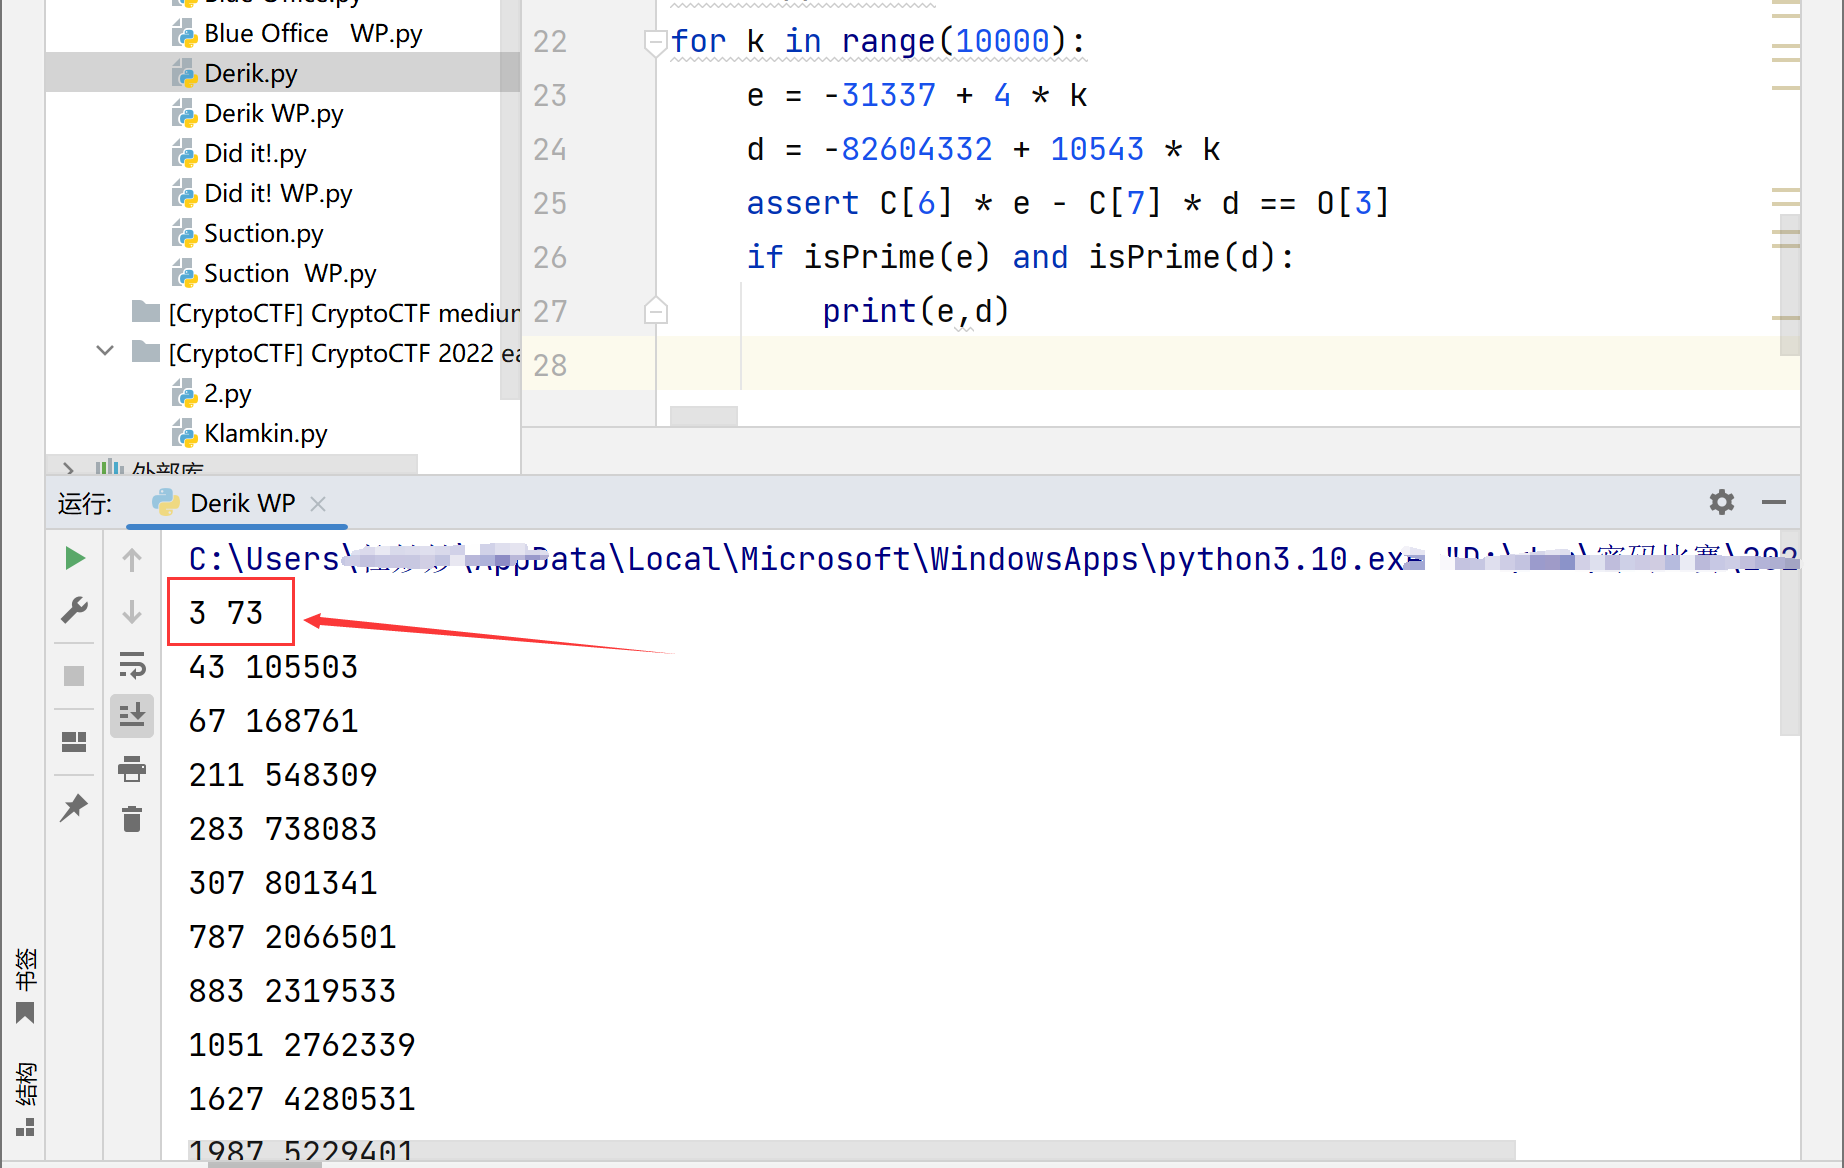 Blue Office.py
Blue Office   WP.py
Derik.py
Derik WP.py
Did it!.py
Did it! WP.py
Suction.py
Suction  WP.py
[CryptoCTF] CryptoCTF medium
[CryptoCTF] CryptoCTF 2022 ea
2.py
Klamkin.py
外部库
22 for k in range(10000):
23     e = -31337 + 4 * k
24     d = -82604332 + 10543 * k
25     assert C[6] * e - C[7] * d == O[3]
26     if isPrime(e) and isPrime(d):
27         print(e,d)
28
运行: Derik WP
C:\Users\ \AppData\Local\Microsoft\WindowsApps\python3.10.exe "D:\ \密码比赛\202
3 73
43 105503
67 168761
211 548309
283 738083
307 801341
787 2066501
883 2319533
1051 2762339
1627 4280531
1987 5229401
书签
结构